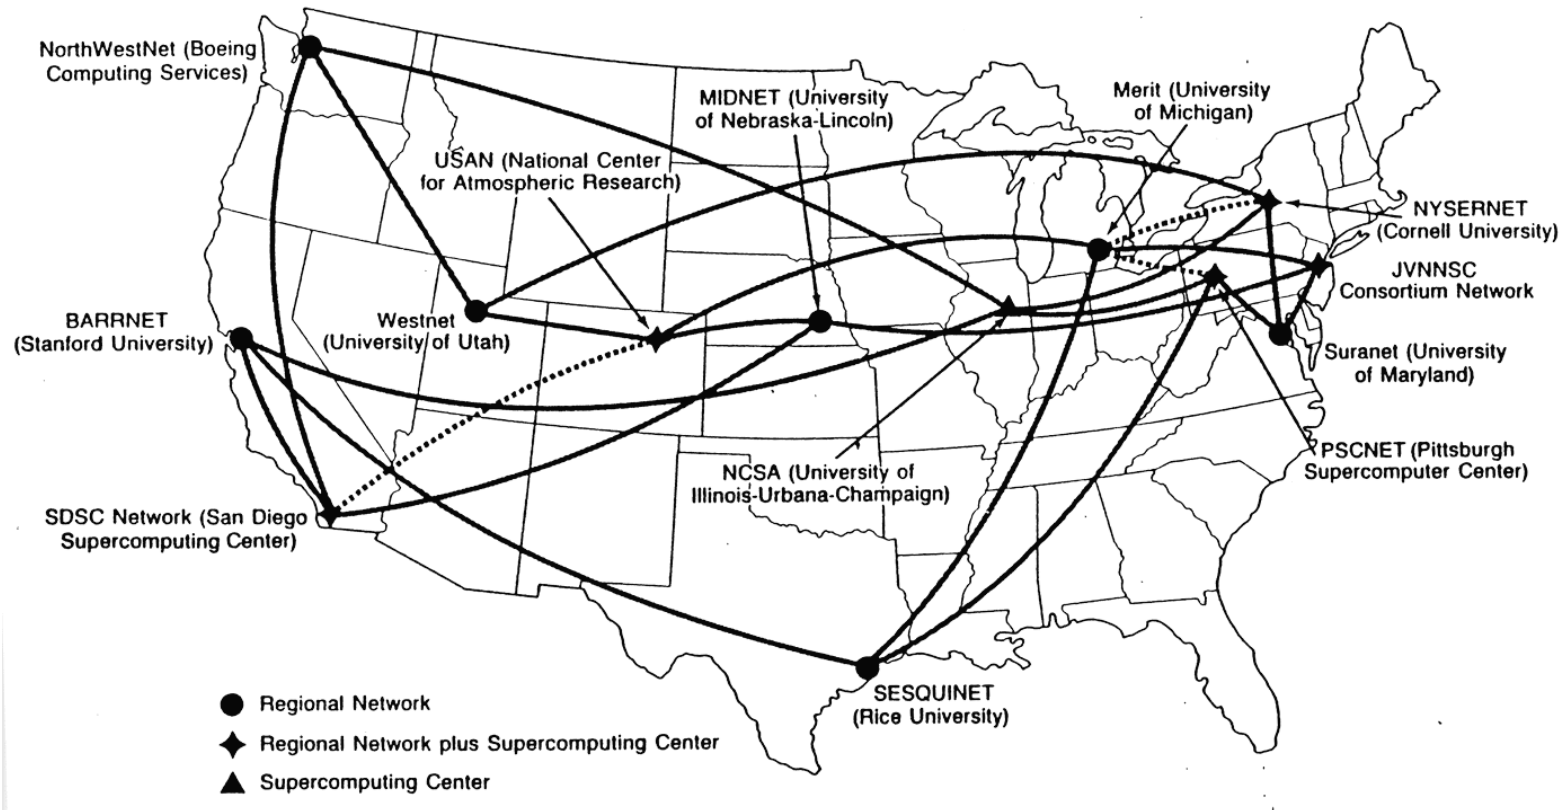 NorthWestNet (Boeing
Computing Services)
MIDNET (University
of Nebraska-Lincoln)
Merit (University
of Michigan)
USAN (National Center
for Atmospheric Research)
NYSERNET
(Cornell University)
JVNNSC
Consortium Network
BARRNET
(Stanford University)
Westnet
(University of Utah)
Suranet (University
of Maryland)
PSCNET (Pittsburgh
Supercomputer Center)
NCSA (University of
Illinois-Urbana-Champaign)
SDSC Network (San Diego
Supercomputing Center)
SESQUINET
(Rice University)
Regional Network
Regional Network plus Supercomputing Center
Supercomputing Center